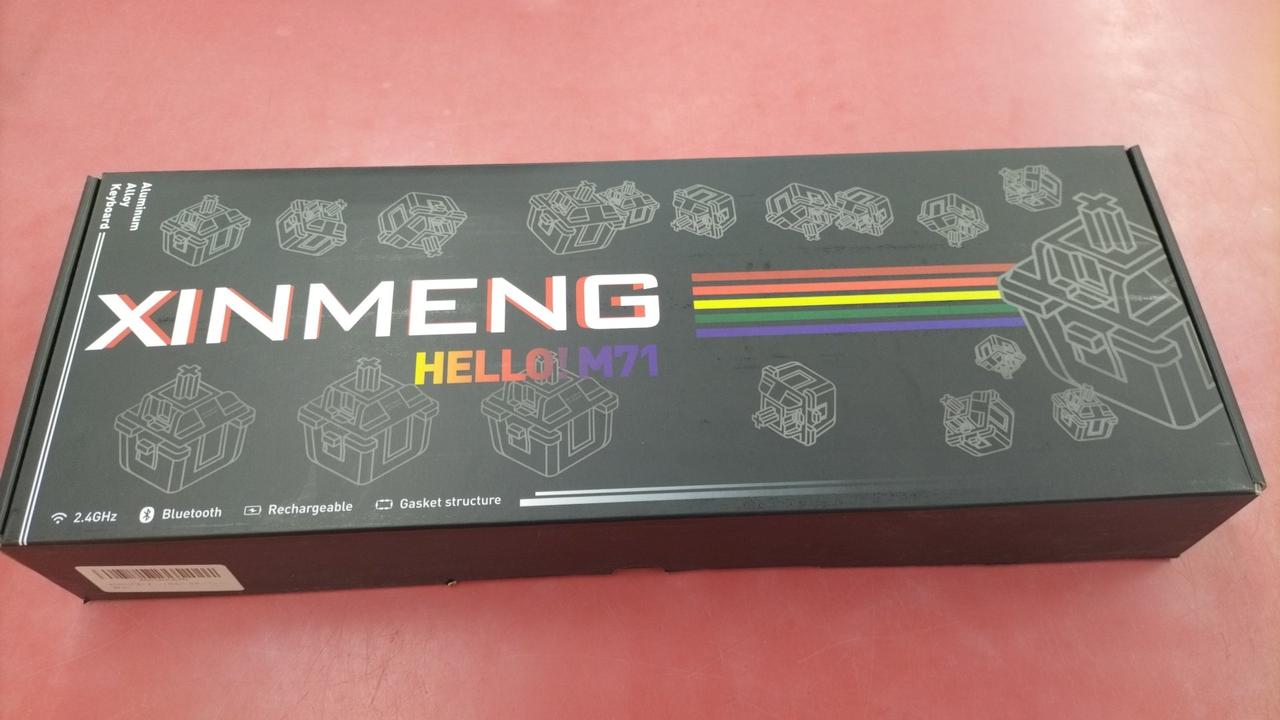 Aluminum
Alloy
Keyboard
XINMENG
HELLO! M71
2.4GHz
Bluetooth
Rechargeable
Gasket structure